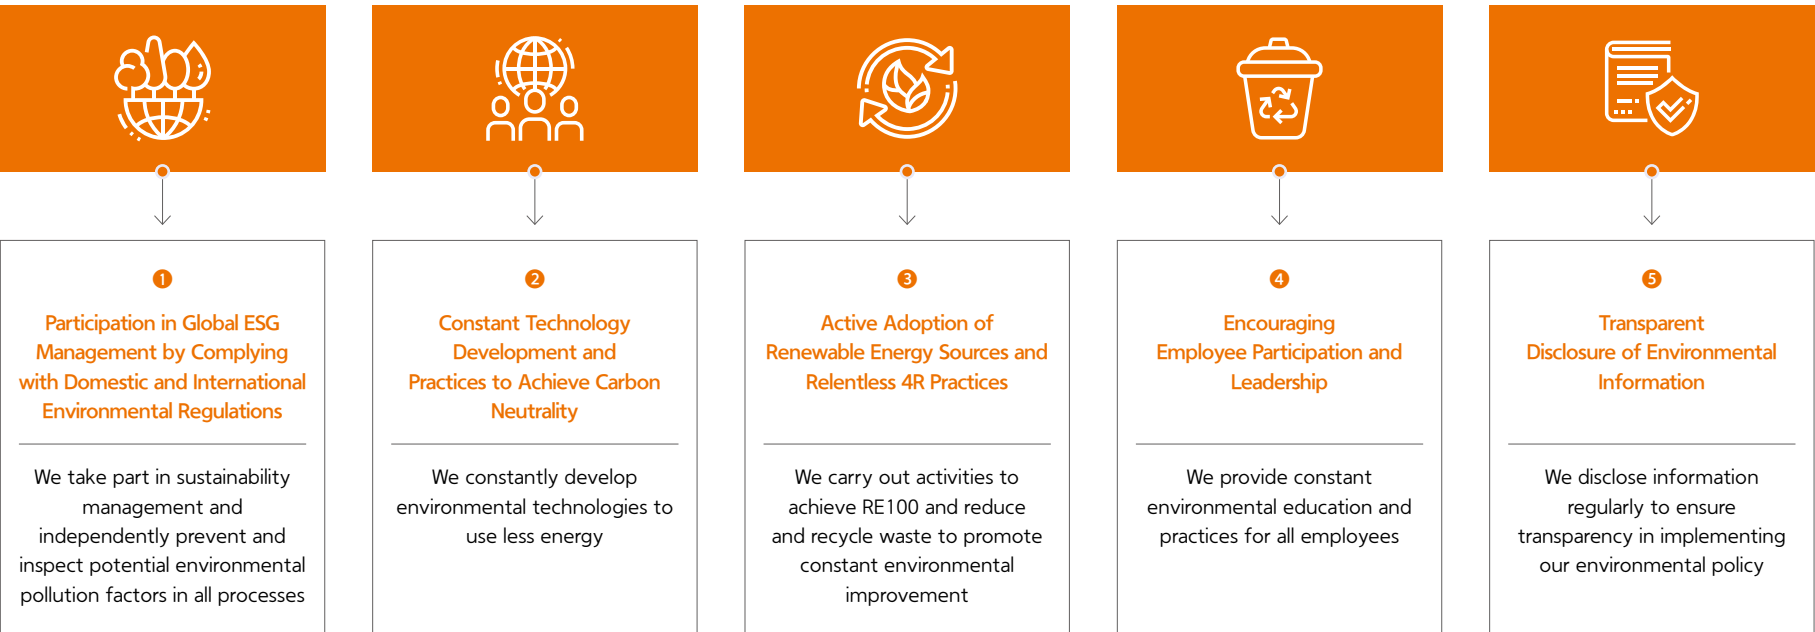 1
Participation in Global ESG
Management by Complying
with Domestic and International
Environmental Regulations
We take part in sustainability
management and
independently prevent and
inspect potential environmental
pollution factors in all processes
2
Constant Technology
Development and
Practices to Achieve Carbon
Neutrality
We constantly develop
environmental technologies to
use less energy
3
Active Adoption of
Renewable Energy Sources and
Relentless 4R Practices
We carry out activities to
achieve RE100 and reduce
and recycle waste to promote
constant environmental
improvement
4
Encouraging
Employee Participation and
Leadership
We provide constant
environmental education and
practices for all employees
5
Transparent
Disclosure of Environmental
Information
We disclose information
regularly to ensure
transparency in implementing
our environmental policy